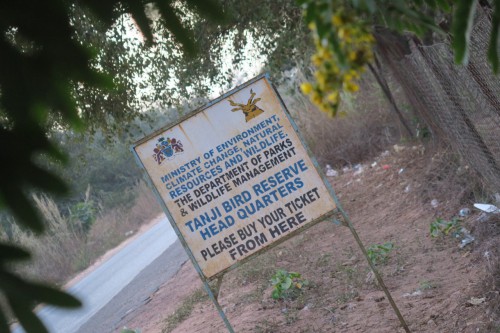 MINISTRY OF ENVIRONMENT,
CLIMATE CHANGE, NATURAL
RESOURCES AND WILDLIFE.
THE DEPARTMENT OF PARKS
& WILDLIFE MANAGEMENT
TANJI BIRD RESERVE
HEAD QUARTERS
PLEASE BUY YOUR TICKET
FROM HERE